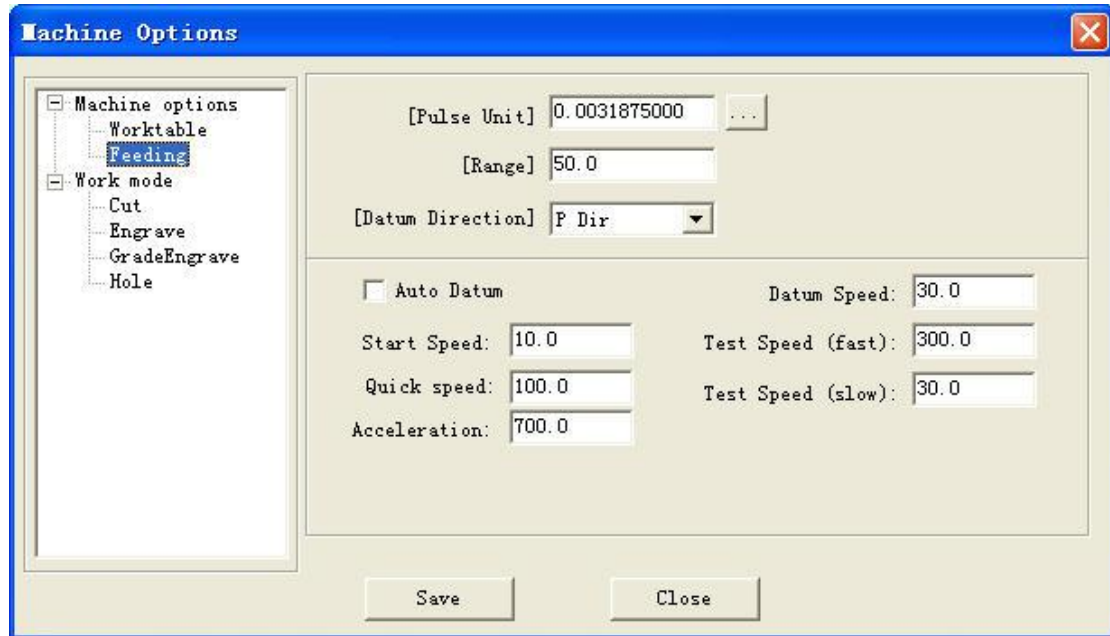 Machine Options
Machine options
Worktable
Feeding
Work mode
Cut
Engrave
GradeEngrave
Hole
[Pulse Unit] 0.0031875000 ...
[Range] 50.0
[Datum Direction] P Dir
Auto Datum
Datum Speed: 30.0
Start Speed: 10.0
Test Speed (fast): 300.0
Quick speed: 100.0
Test Speed (slow): 30.0
Acceleration: 700.0
Save Close